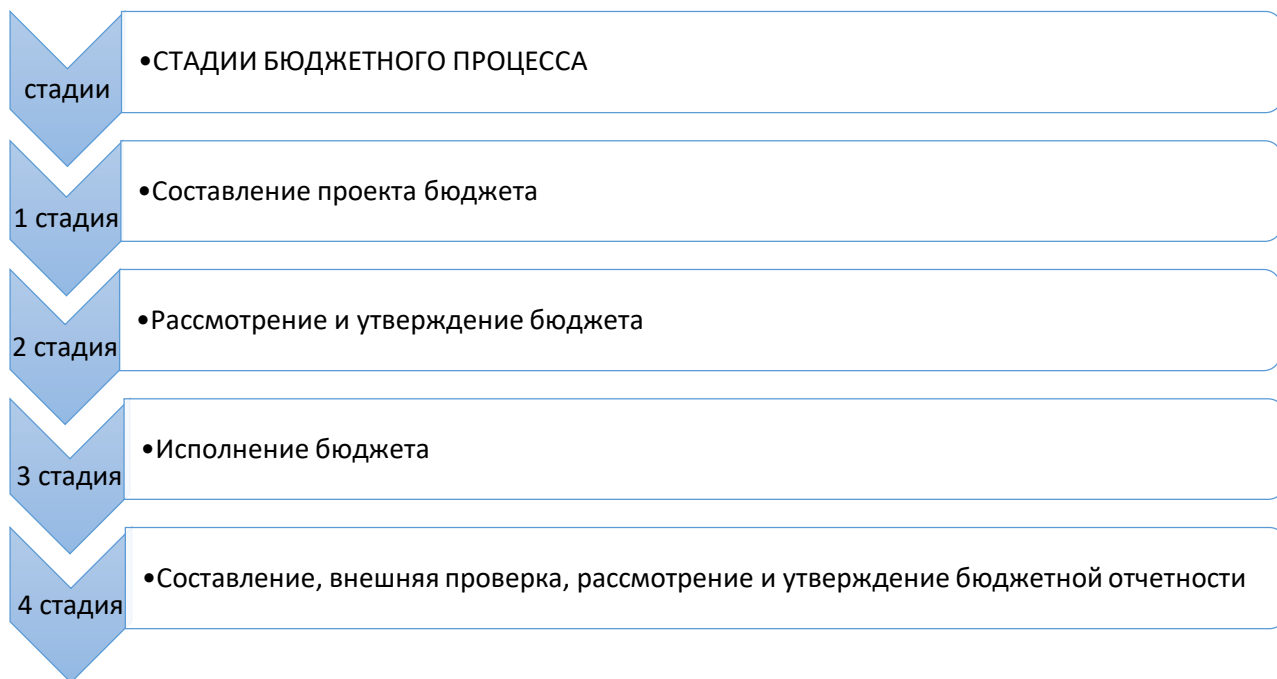 стадии
•СТАДИИ БЮДЖЕТНОГО ПРОЦЕССА
1 стадия
•Составление проекта бюджета
2 стадия
•Рассмотрение и утверждение бюджета
3 стадия
•Исполнение бюджета
4 стадия
•Составление, внешняя проверка, рассмотрение и утверждение бюджетной отчетности